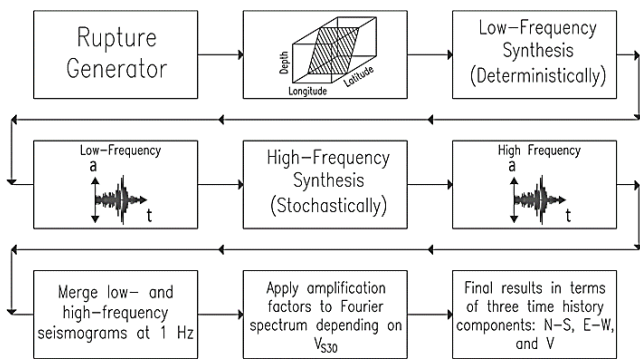 Rupture
Generator
Depth
Longitude
Latitude
Low-Frequency
Synthesis
(Deterministically)
Low-Frequency
a
t
High-Frequency
Synthesis
(Stochastically)
High Frequency
a
t
Merge low- and
high-frequency
seismograms at 1 Hz
Apply amplification
factors to Fourier
spectrum depending on
VS30
Final results in terms
of three time history
components: N-S, E-W,
and V